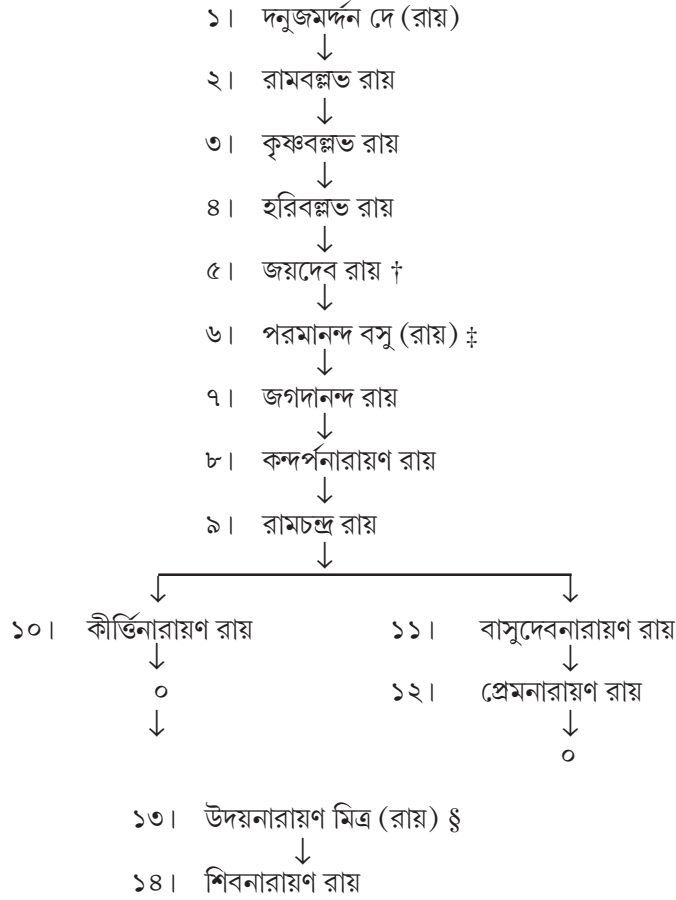 ১। দনুজমর্দ্দন দে (রায়)
২। রামবল্লভ রায়
৩। কৃষ্ণবল্লভ রায়
৪। হরিবল্লভ রায়
৫। জয়দেব রায় †
৬। পরমানন্দ বসু (রায়) ‡
৭। জগদানন্দ রায়
৮। কন্দর্পনারায়ণ রায়
৯। রামচন্দ্র রায়
১০। কীর্ত্তিনারায়ণ রায় ১১। বাসুদেবনারায়ণ রায়
০ ১২। প্রেমনারায়ণ রায়
০
১৩। উদয়নারায়ণ মিত্র (রায়) §
১৪। শিবনারায়ণ রায়